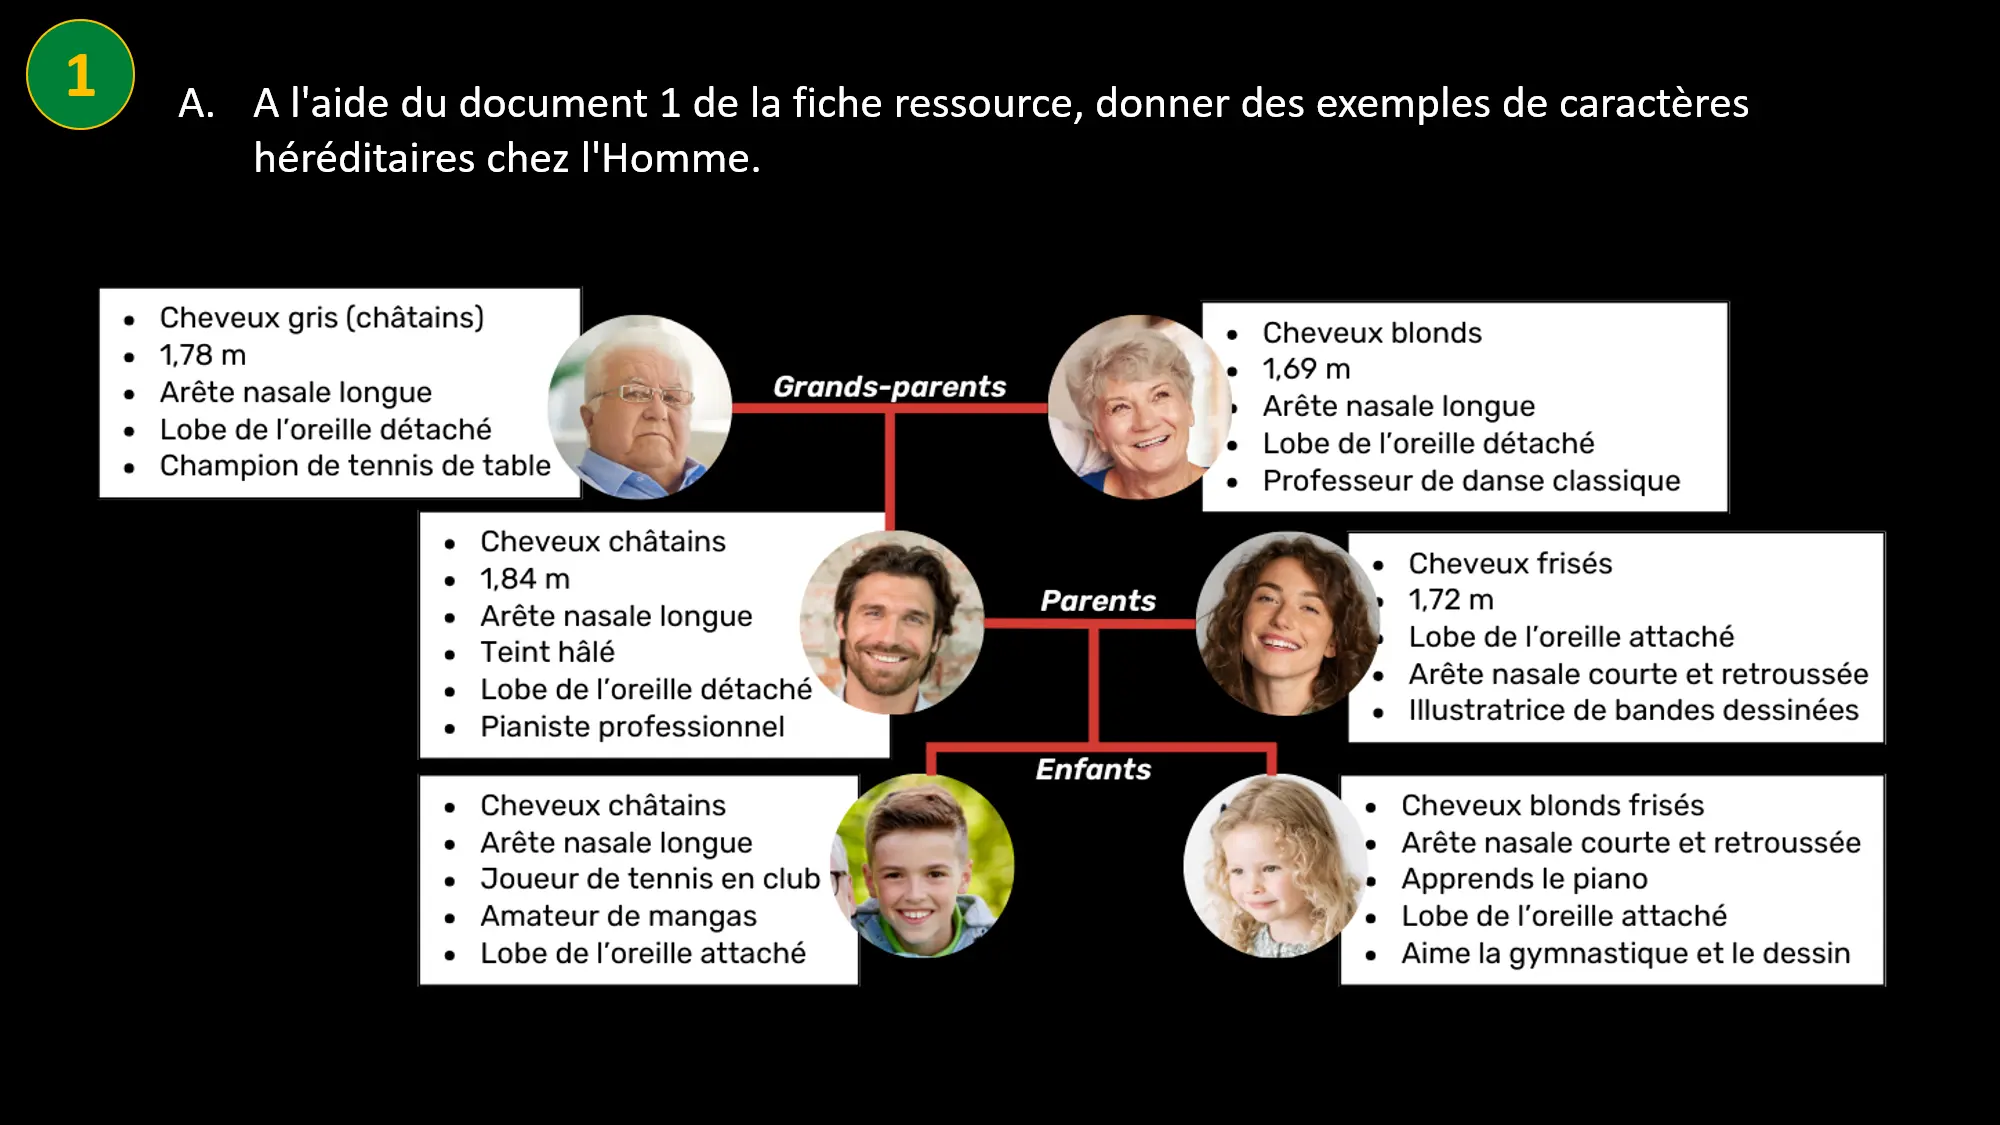 1
A. A l'aide du document 1 de la fiche ressource, donner des exemples de caractères
héréditaires chez l'Homme.
• Cheveux gris (châtains)
• 1,78 m
• Arête nasale longue
• Lobe de l'oreille détaché
• Champion de tennis de table
Grands-parents
• Cheveux blonds
• 1,69 m
• Arête nasale longue
• Lobe de l'oreille détaché
• Professeur de danse classique
• Cheveux châtains
• 1,84 m
• Arête nasale longue
• Teint hâlé
• Lobe de l'oreille détaché
• Pianiste professionnel
Parents
• Cheveux frisés
• 1,72 m
• Lobe de l'oreille attaché
• Arête nasale courte et retroussée
• Illustratrice de bandes dessinées
Enfants
• Cheveux châtains
• Arête nasale longue
• Joueur de tennis en club
• Amateur de mangas
• Lobe de l'oreille attaché
• Cheveux blonds frisés
• Arête nasale courte et retroussée
• Apprends le piano
• Lobe de l'oreille attaché
• Aime la gymnastique et le dessin